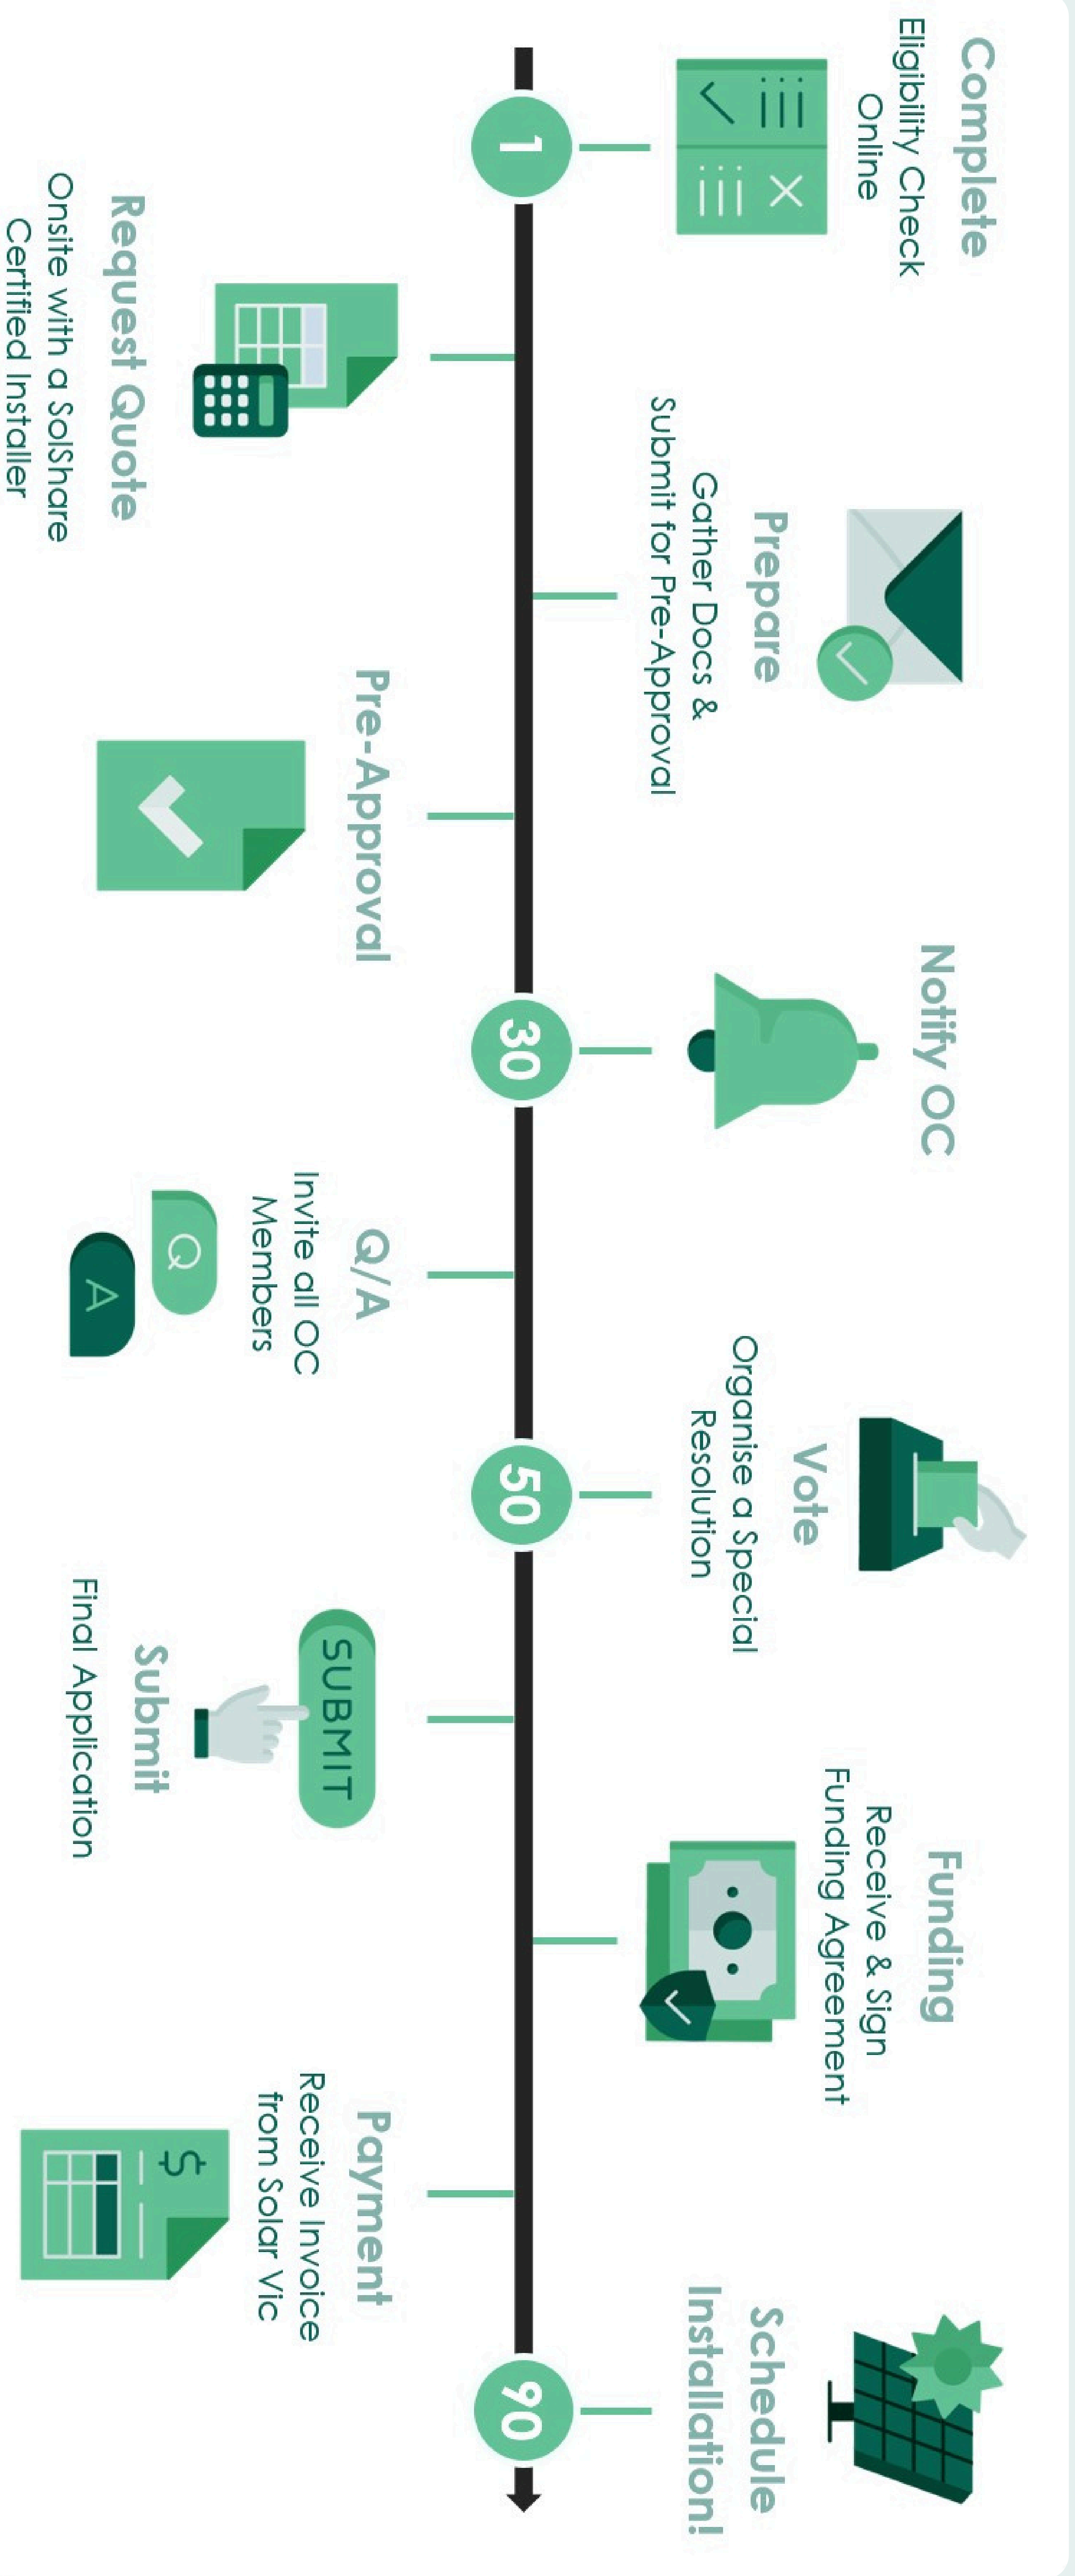 Complete
Eligibility Check
Online
1
Request Quote
Onsite with a SolShare
Certified Installer
Prepare
Gather Docs &
Submit for Pre-Approval
Pre-Approval
Notify OC
30
Q/A
Invite all OC
Members
Q
A
Vote
Organise a Special
Resolution
50
SUBMIT
Submit
Final Application
Funding
Receive & Sign
Funding Agreement
Payment
Receive Invoice
from Solar Vic
$
Schedule
Installation!
90